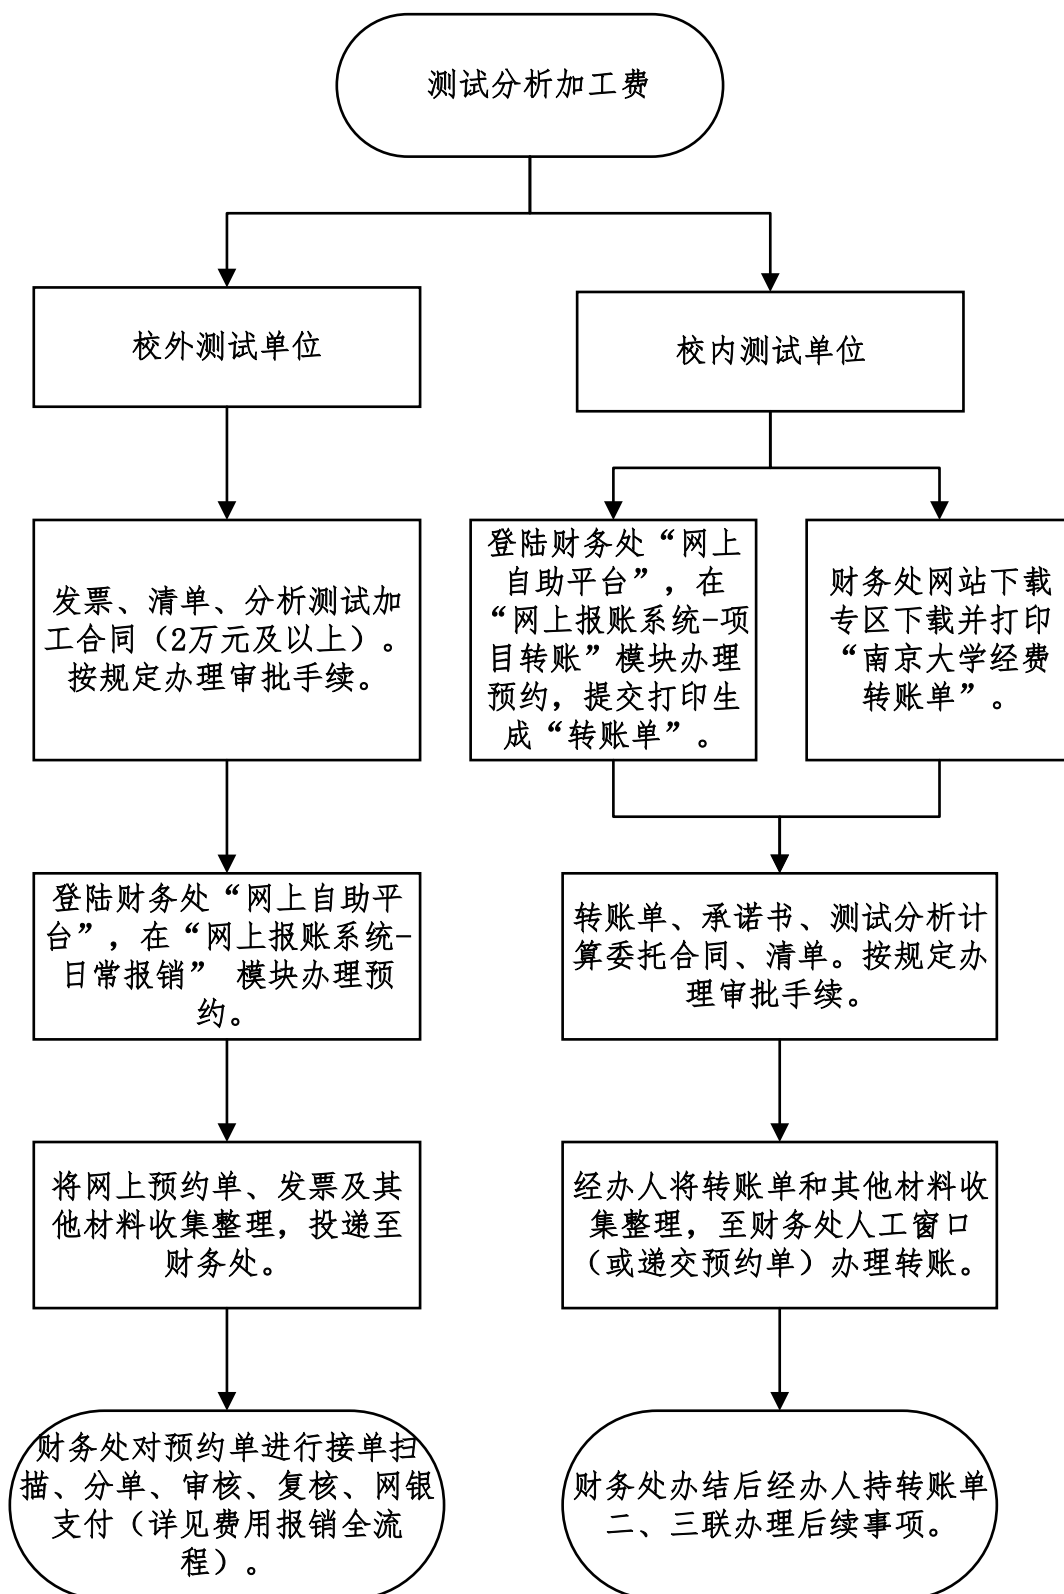 测试分析加工费
校外测试单位
校内测试单位
发票、清单、分析测试加
工合同（2万元及以上）。
按规定办理审批手续。
登陆财务处“网上
自助平台”，在
“网上报账系统-项
目转账”模块办理
预约，提交打印生
成“转账单”。
财务处网站下载
专区下载并打印
“南京大学经费
转账单”。
登陆财务处“网上自助平
台”，在“网上报账系统-
日常报销” 模块办理预
约。
转账单、承诺书、测试分析计
算委托合同、清单。按规定办
理审批手续。
将网上预约单、发票及其
他材料收集整理，投递至
财务处。
经办人将转账单和其他材料收
集整理，至财务处人工窗口
（或递交预约单）办理转账。
财务处对预约单进行接单扫
描、分单、审核、复核、网银
支付（详见费用报销全流
程）。
财务处办结后经办人持转账单
二、三联办理后续事项。